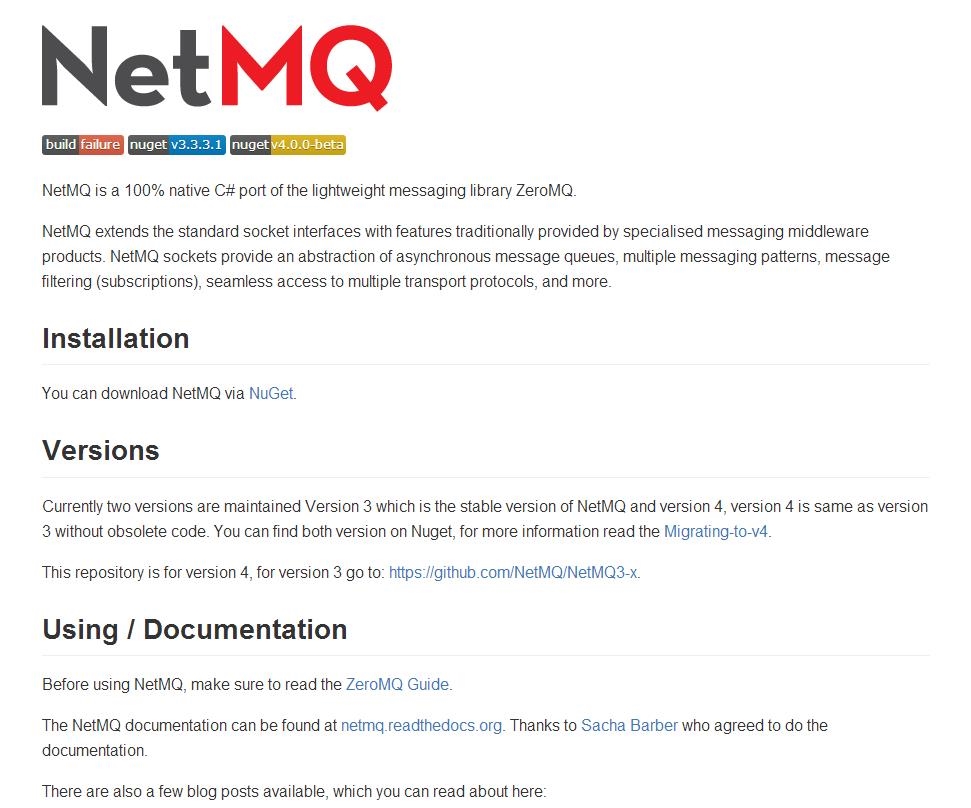 NetMQ
build failure nuget v3.3.3.1 nuget v4.0.0-beta
NetMQ is a 100% native C# port of the lightweight messaging library ZeroMQ.
NetMQ extends the standard socket interfaces with features traditionally provided by specialised messaging middleware
products. NetMQ sockets provide an abstraction of asynchronous message queues, multiple messaging patterns, message
filtering (subscriptions), seamless access to multiple transport protocols, and more.
Installation
You can download NetMQ via NuGet.
Versions
Currently two versions are maintained Version 3 which is the stable version of NetMQ and version 4, version 4 is same as version
3 without obsolete code. You can find both version on Nuget, for more information read the Migrating-to-v4.
This repository is for version 4, for version 3 go to: https://github.com/NetMQ/NetMQ3-x.
Using / Documentation
Before using NetMQ, make sure to read the ZeroMQ Guide.
The NetMQ documentation can be found at netmq.readthedocs.org. Thanks to Sacha Barber who agreed to do the
documentation.
There are also a few blog posts available, which you can read about here: